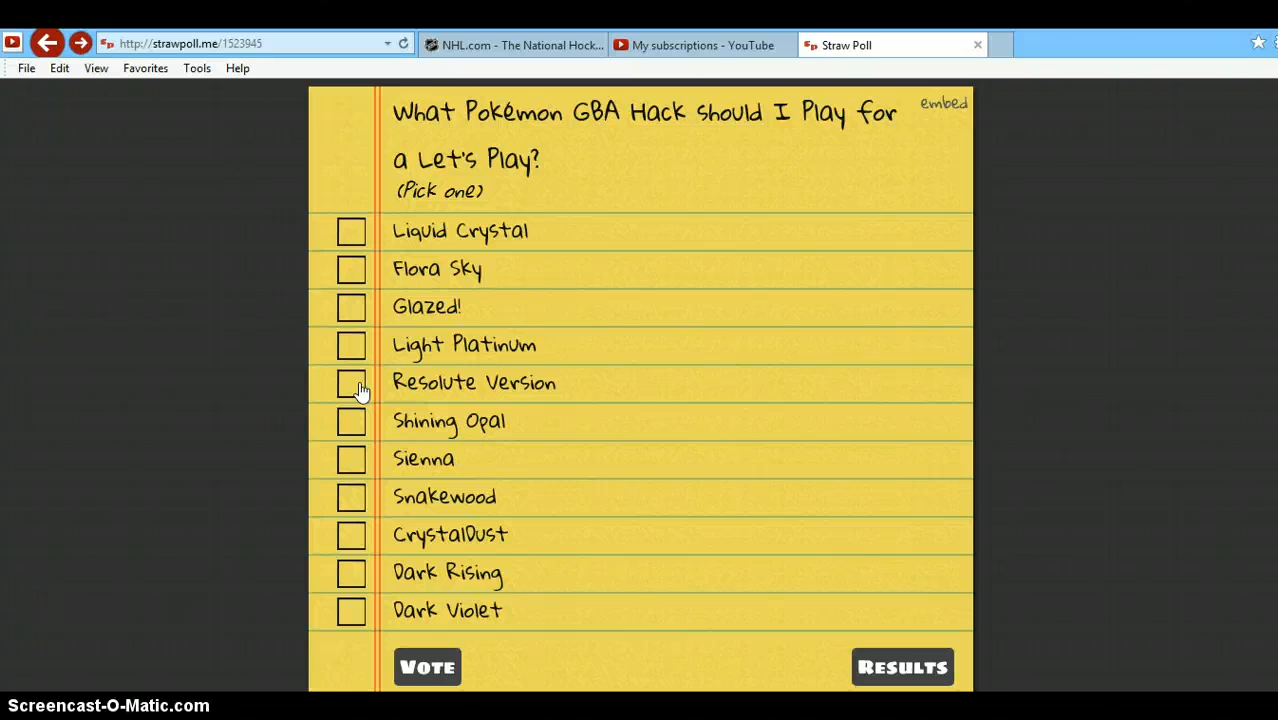 http://strawpoll.me/1523945
NHL.com - The National Hock...
My subscriptions - YouTube
Straw Poll
File Edit View Favorites Tools Help
embed
What Pokémon GBA Hack should I Play for
a Let's Play?
(Pick one)
Liquid Crystal
Flora Sky
Glazed!
Light Platinum
Resolute Version
Shining Opal
Sienna
Snakewood
CrystalDust
Dark Rising
Dark Violet
VOTE
RESULTS
Screencast-O-Matic.com